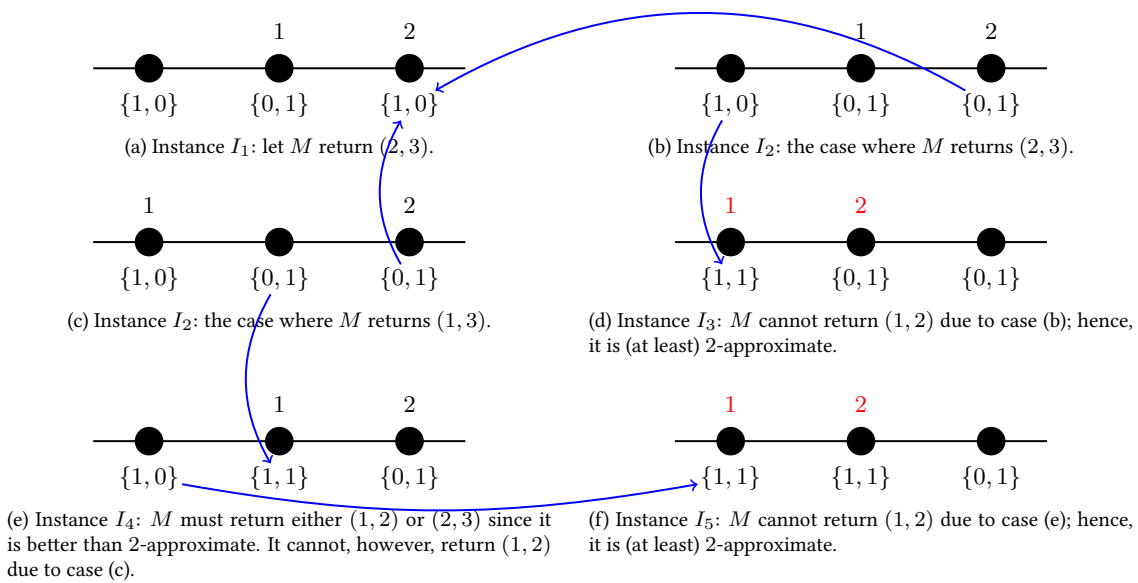 1 2
{1, 0} {0, 1} {1, 0}
(a) Instance I₁: let M return (2, 3).
1 2
{1, 0} {0, 1} {0, 1}
(b) Instance I₂: the case where M returns (2, 3).
1 2
{1, 0} {0, 1} {0, 1}
(c) Instance I₂: the case where M returns (1, 3).
1 2
{1, 1} {0, 1} {0, 1}
(d) Instance I₃: M cannot return (1, 2) due to case (b); hence,
it is (at least) 2-approximate.
1 2
{1, 0} {1, 1} {0, 1}
(e) Instance I₄: M must return either (1, 2) or (2, 3) since it
is better than 2-approximate. It cannot, however, return (1, 2)
due to case (c).
1 2
{1, 1} {1, 1} {0, 1}
(f) Instance I₅: M cannot return (1, 2) due to case (e); hence,
it is (at least) 2-approximate.